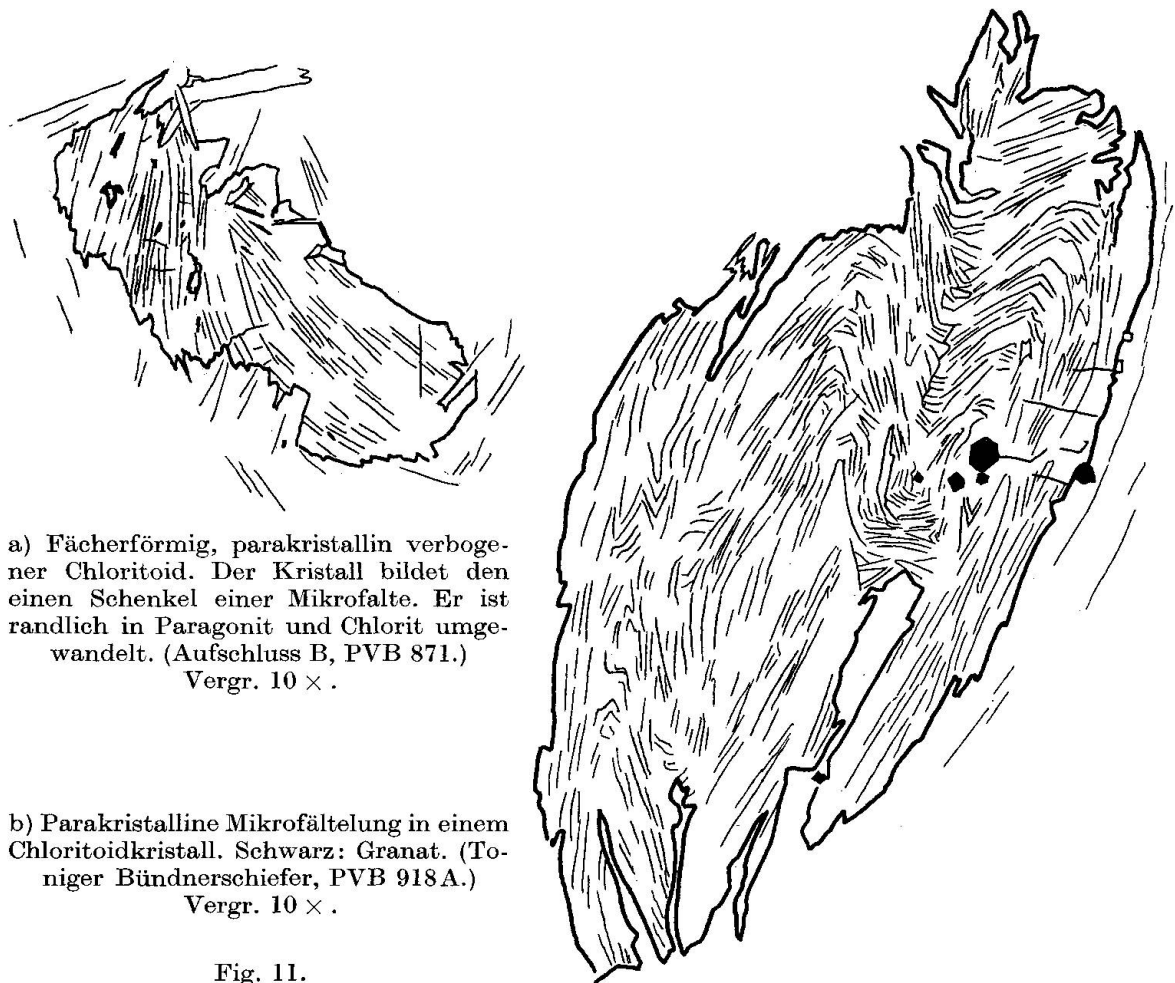 a) Fächerförmig, parakristallin verboge-
ner Chloritoid. Der Kristall bildet den
einen Schenkel einer Mikrofalte. Er ist
randlich in Paragonit und Chlorit umge-
wandelt. (Aufschluss B, PVB 871.)
Vergr. 10 × .
b) Parakristalline Mikrofältelung in einem
Chloritoidkristall. Schwarz: Granat. (To-
niger Bündnerschiefer, PVB 918A.)
Vergr. 10 × .
Fig. 11.